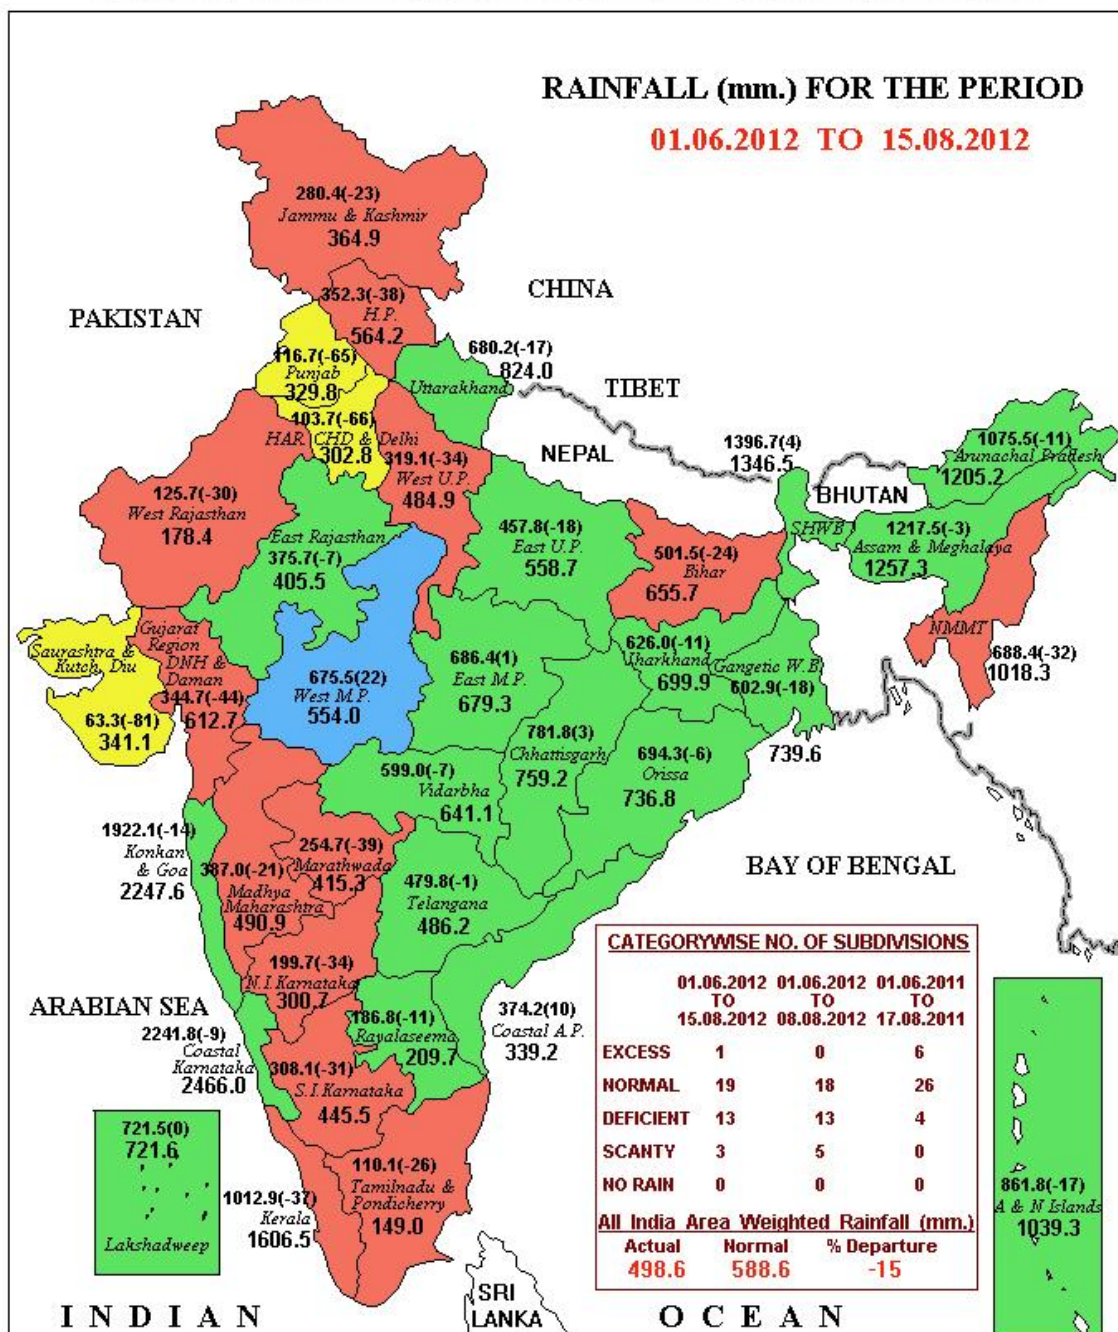 RAINFALL (mm.) FOR THE PERIOD
01.06.2012 TO 15.08.2012
280.4(-23)
Jammu & Kashmir
364.9
CHINA
352.3(-38)
H.P.
564.2
PAKISTAN
680.2(-17)
824.0
Uttarakhand
116.7(-65)
Punjab
329.8
TIBET
103.7(-66)
HAR. CHD & Delhi
302.8
319.1(-34)
West U.P.
484.9
NEPAL
1396.7(4)
1346.5
SHWB
BHUTAN
1075.5(-11)
Arunachal Pradesh
1205.2
125.7(-30)
West Rajasthan
178.4
East Rajasthan
375.7(-7)
405.5
457.8(-18)
East U.P.
558.7
501.5(-24)
Bihar
655.7
1217.5(-3)
Assam & Meghalaya
1257.3
NMMT
688.4(-32)
1018.3
Saurashtra &
Kutch, Diu
63.3(-81)
341.1
Gujarat
Region
DNH &
Daman
344.7(-44)
612.7
675.5(22)
West M.P.
554.0
686.4(1)
East M.P.
679.3
626.0(-11)
Jharkhand
699.9
Gangetic W.B
602.9(-18)
739.6
781.8(3)
Chhattisgarh
759.2
694.3(-6)
Orissa
736.8
599.0(-7)
Vidarbha
641.1
1922.1(-14)
Konkan
& Goa
2247.6
387.0(-21)
Madhya
Maharashtra
490.9
254.7(-39)
Marathwada
415.3
479.8(-1)
Telangana
486.2
BAY OF BENGAL
199.7(-34)
N.I.Karnataka
300.7
ARABIAN SEA
2241.8(-9)
Coastal
Karnataka
2466.0
186.8(-11)
Rayalaseema
209.7
374.2(10)
Coastal A.P.
339.2
308.1(-31)
S.I.Karnataka
445.5
721.5(0)
721.6
Lakshadweep
1012.9(-37)
Kerala
1606.5
110.1(-26)
Tamilnadu &
Pondicherry
149.0
CATEGORYWISE NO. OF SUBDIVISIONS
01.06.2012 01.06.2012 01.06.2011
TO TO TO
15.08.2012 08.08.2012 17.08.2011
EXCESS 1 0 6
NORMAL 19 18 26
DEFICIENT 13 13 4
SCANTY 3 5 0
NO RAIN 0 0 0
All India Area Weighted Rainfall (mm.)
Actual Normal % Departure
498.6 588.6 -15
861.8(-17)
A & N Islands
1039.3
SRI
LANKA
INDIAN OCEAN